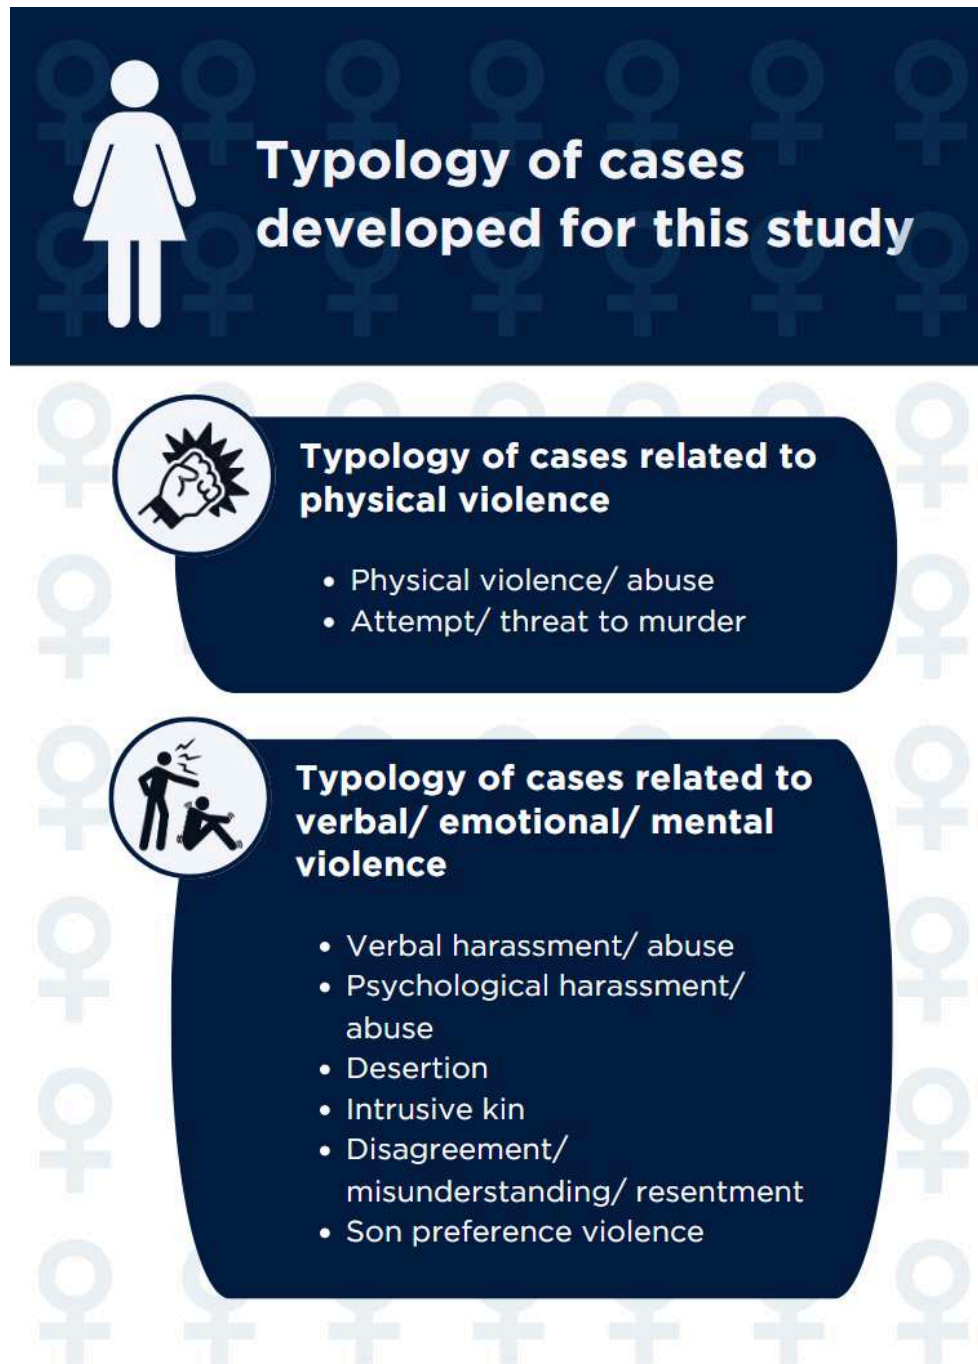 Typology of cases
developed for this study
Typology of cases related to
physical violence
• Physical violence/ abuse
• Attempt/ threat to murder
Typology of cases related to
verbal/ emotional/ mental
violence
• Verbal harassment/ abuse
• Psychological harassment/
abuse
• Desertion
• Intrusive kin
• Disagreement/
misunderstanding/ resentment
• Son preference violence